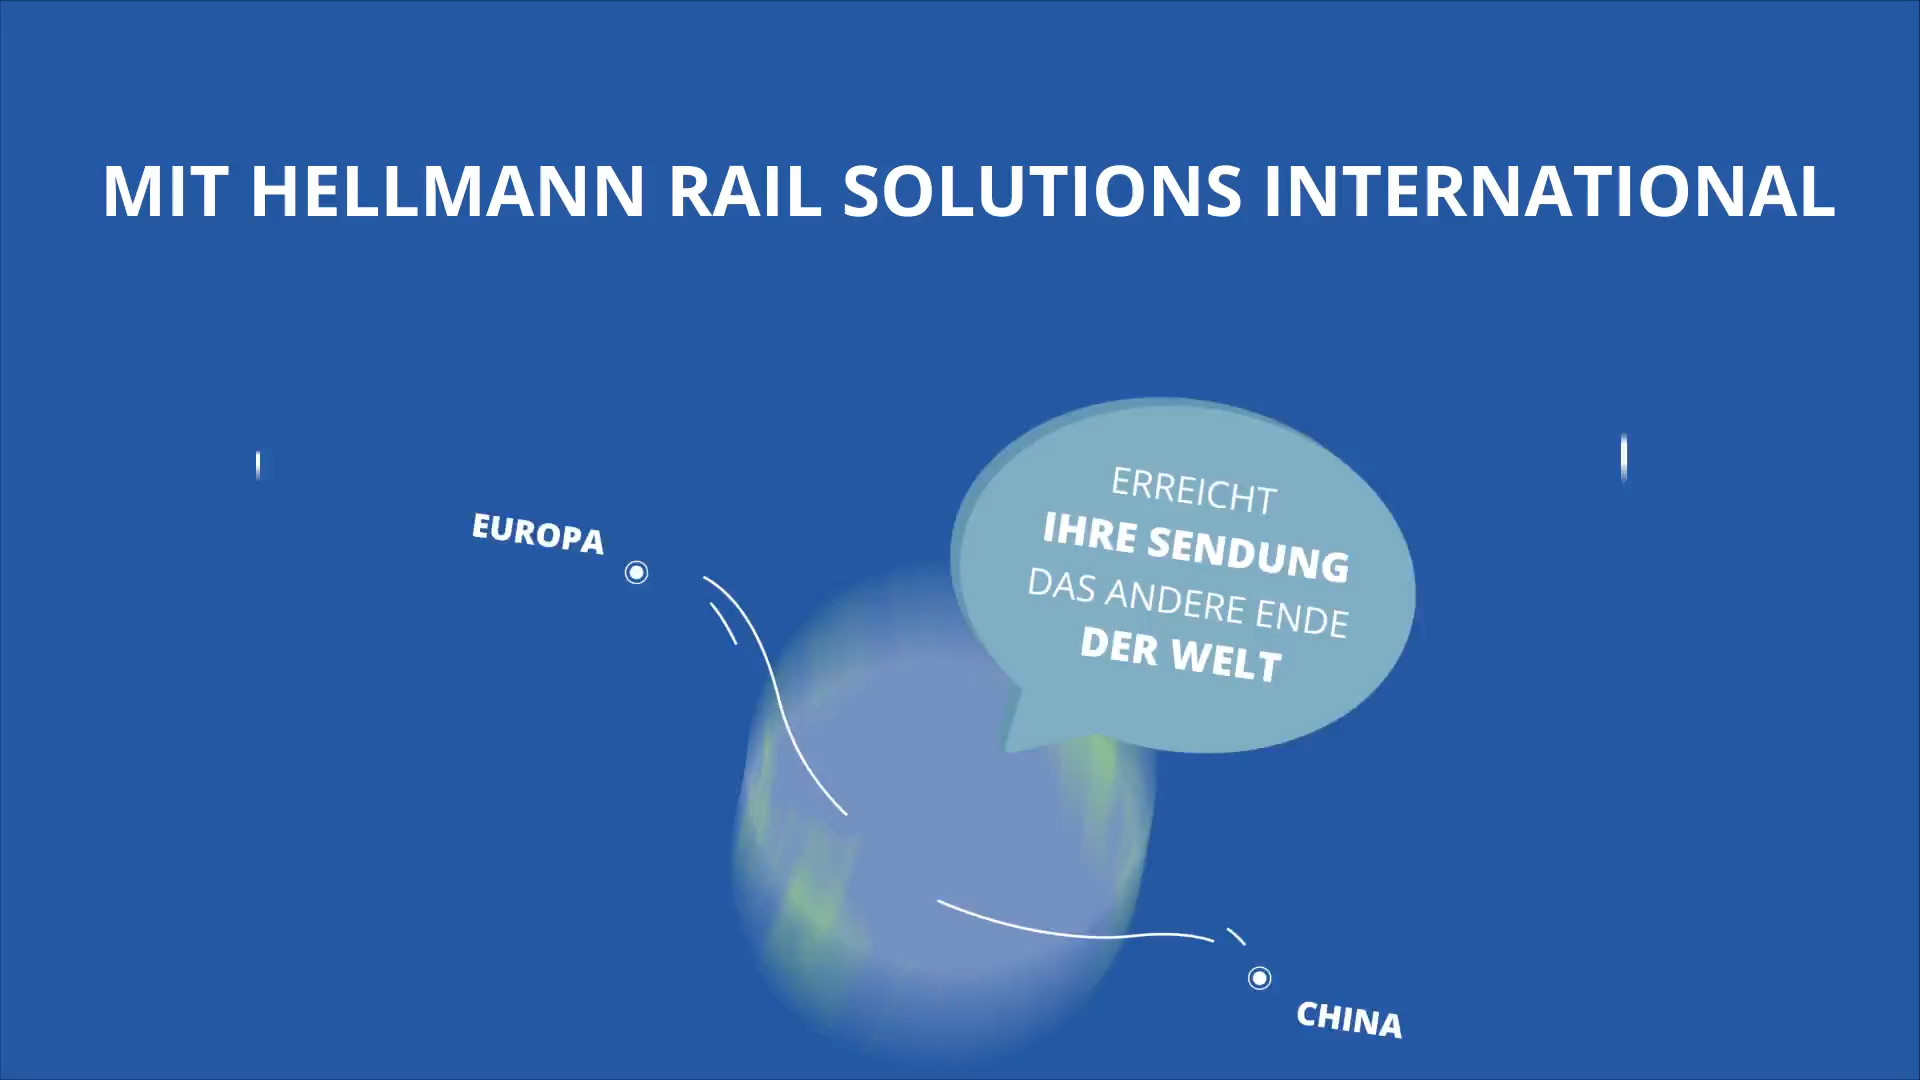 MIT HELLMANN RAIL SOLUTIONS INTERNATIONAL
ERREICHT
IHRE SENDUNG
DAS ANDERE ENDE
DER WELT
EUROPA
CHINA